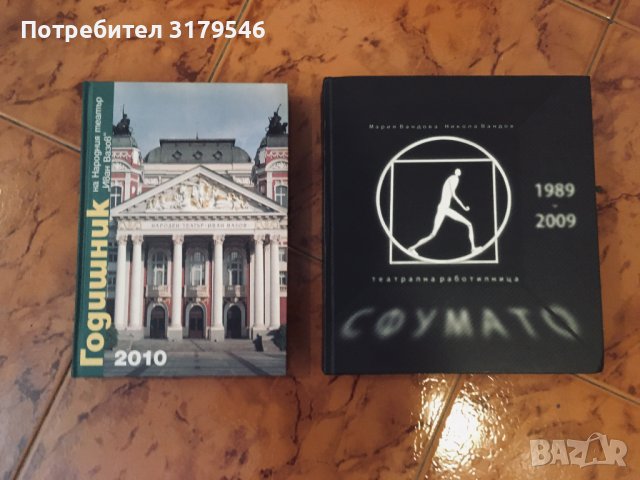 Потребител 3179546
Годишник
на Народния театър
„Иван Вазов“
НАРОДЕН ТЕАТЪР·ИВАН ВАЗОВ
2010
Мария Вандова Никола Вандов
1989
-
2009
театрална работилница
СФУМАТО
BAZAR